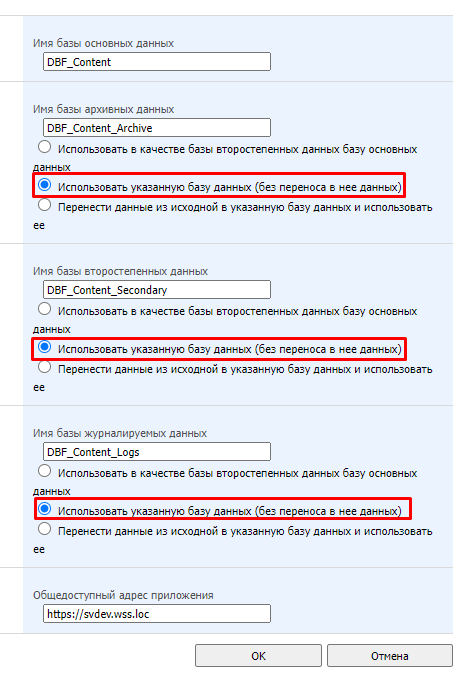 Имя базы основных данных
DBF_Content
Имя базы архивных данных
DBF_Content_Archive
Использовать в качестве базы второстепенных данных базу основных
данных
Использовать указанную базу данных (без переноса в нее данных)
Перенести данные из исходной в указанную базу данных и использовать
ее
Имя базы второстепенных данных
DBF_Content_Secondary
Использовать в качестве базы второстепенных данных базу основных
данных
Использовать указанную базу данных (без переноса в нее данных)
Перенести данные из исходной в указанную базу данных и использовать
ее
Имя базы журналируемых данных
DBF_Content_Logs
Использовать в качестве базы второстепенных данных базу основных
данных
Использовать указанную базу данных (без переноса в нее данных)
Перенести данные из исходной в указанную базу данных и использовать
ее
Общедоступный адрес приложения
https://svdev.wss.loc
OK Отмена